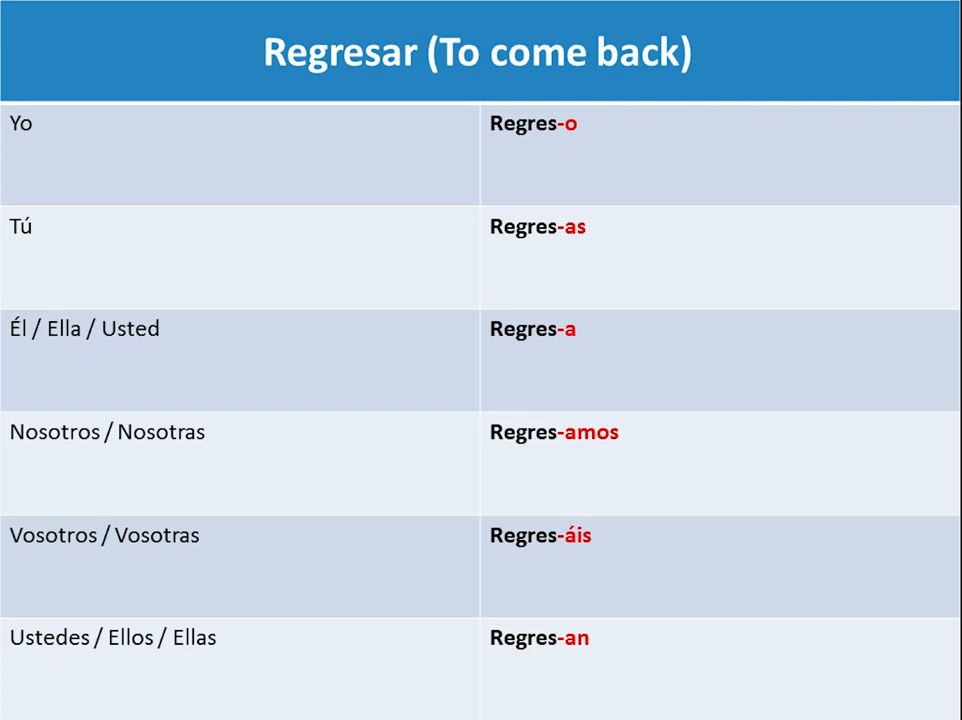 Regresar (To come back)
Yo
Regres-o
Tú
Regres-as
Él / Ella / Usted
Regres-a
Nosotros / Nosotras
Regres-amos
Vosotros / Vosotras
Regres-áis
Ustedes / Ellos / Ellas
Regres-an